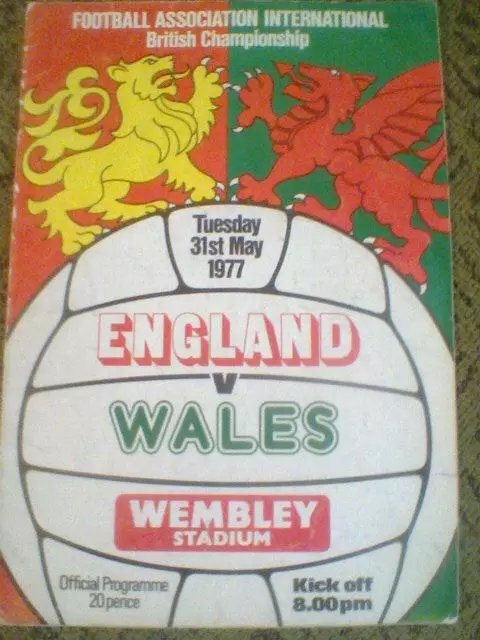 FOOTBALL ASSOCIATION INTERNATIONAL
British Championship
Tuesday
31st May
1977
ENGLAND
v
WALES
WEMBLEY
STADIUM
Official Programme
20 pence
Kick off
8.00pm